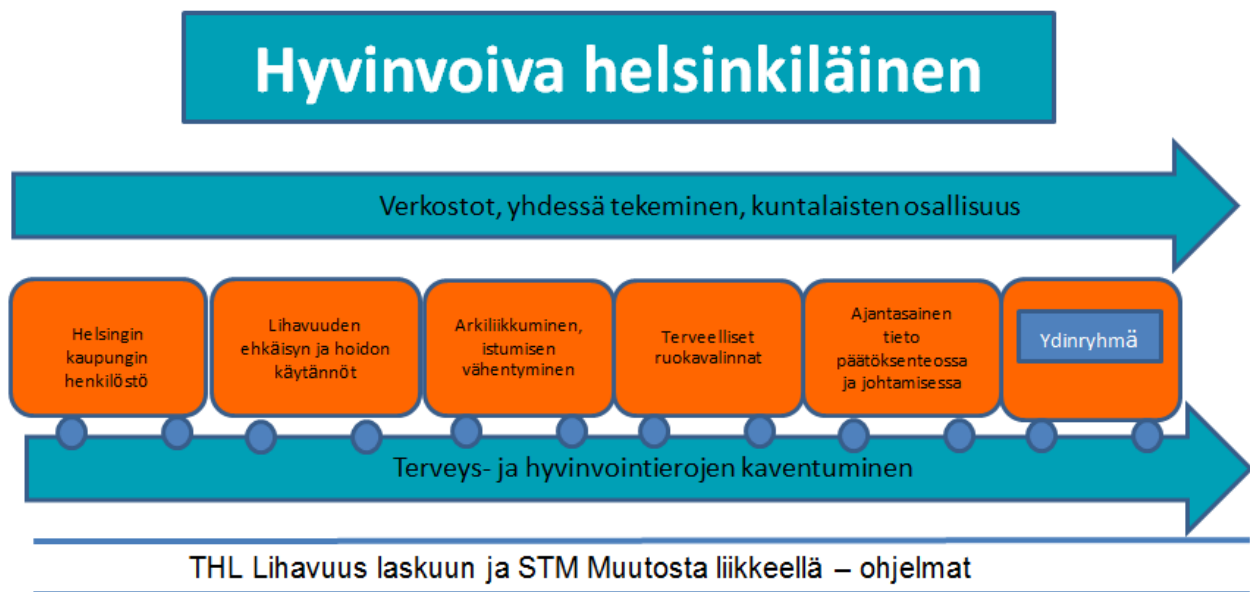 Hyvinvoiva helsinkiläinen
Verkostot, yhdessä tekeminen, kuntalaisten osallisuus
Helsingin
kaupungin
henkilöstö
Lihavuuden
ehkäisyn ja hoidon
käytännöt
Arkiliikkuminen,
istumisen
vähentyminen
Terveelliset
ruokavalinnat
Ajantasainen
tieto
päätöksenteossa
ja johtamisessa
Ydinryhmä
Terveys- ja hyvinvointierojen kaventuminen
THL Lihavuus laskuun ja STM Muutosta liikkeellä – ohjelmat